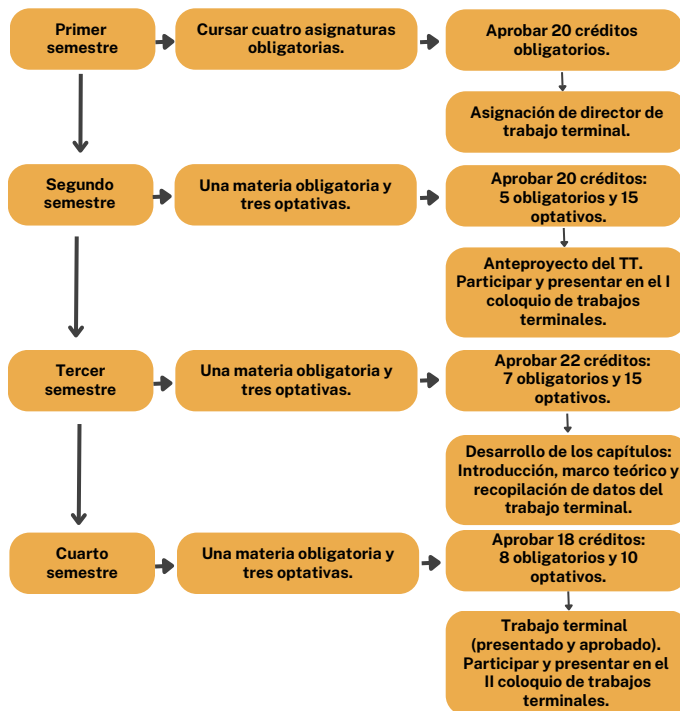 Primer
semestre
Cursar cuatro asignaturas
obligatorias.
Aprobar 20 créditos
obligatorios.
Asignación de director de
trabajo terminal.
Segundo
semestre
Una materia obligatoria y
tres optativas.
Aprobar 20 créditos:
5 obligatorios y 15
optativos.
Anteproyecto del TT.
Participar y presentar en el I
coloquio de trabajos
terminales.
Tercer
semestre
Una materia obligatoria y
tres optativas.
Aprobar 22 créditos:
7 obligatorios y 15
optativos.
Desarrollo de los capítulos:
Introducción, marco teórico y
recopilación de datos del
trabajo terminal.
Cuarto
semestre
Una materia obligatoria y
tres optativas.
Aprobar 18 créditos:
8 obligatorios y 10
optativos.
Trabajo terminal
(presentado y aprobado).
Participar y presentar en el
II coloquio de trabajos
terminales.